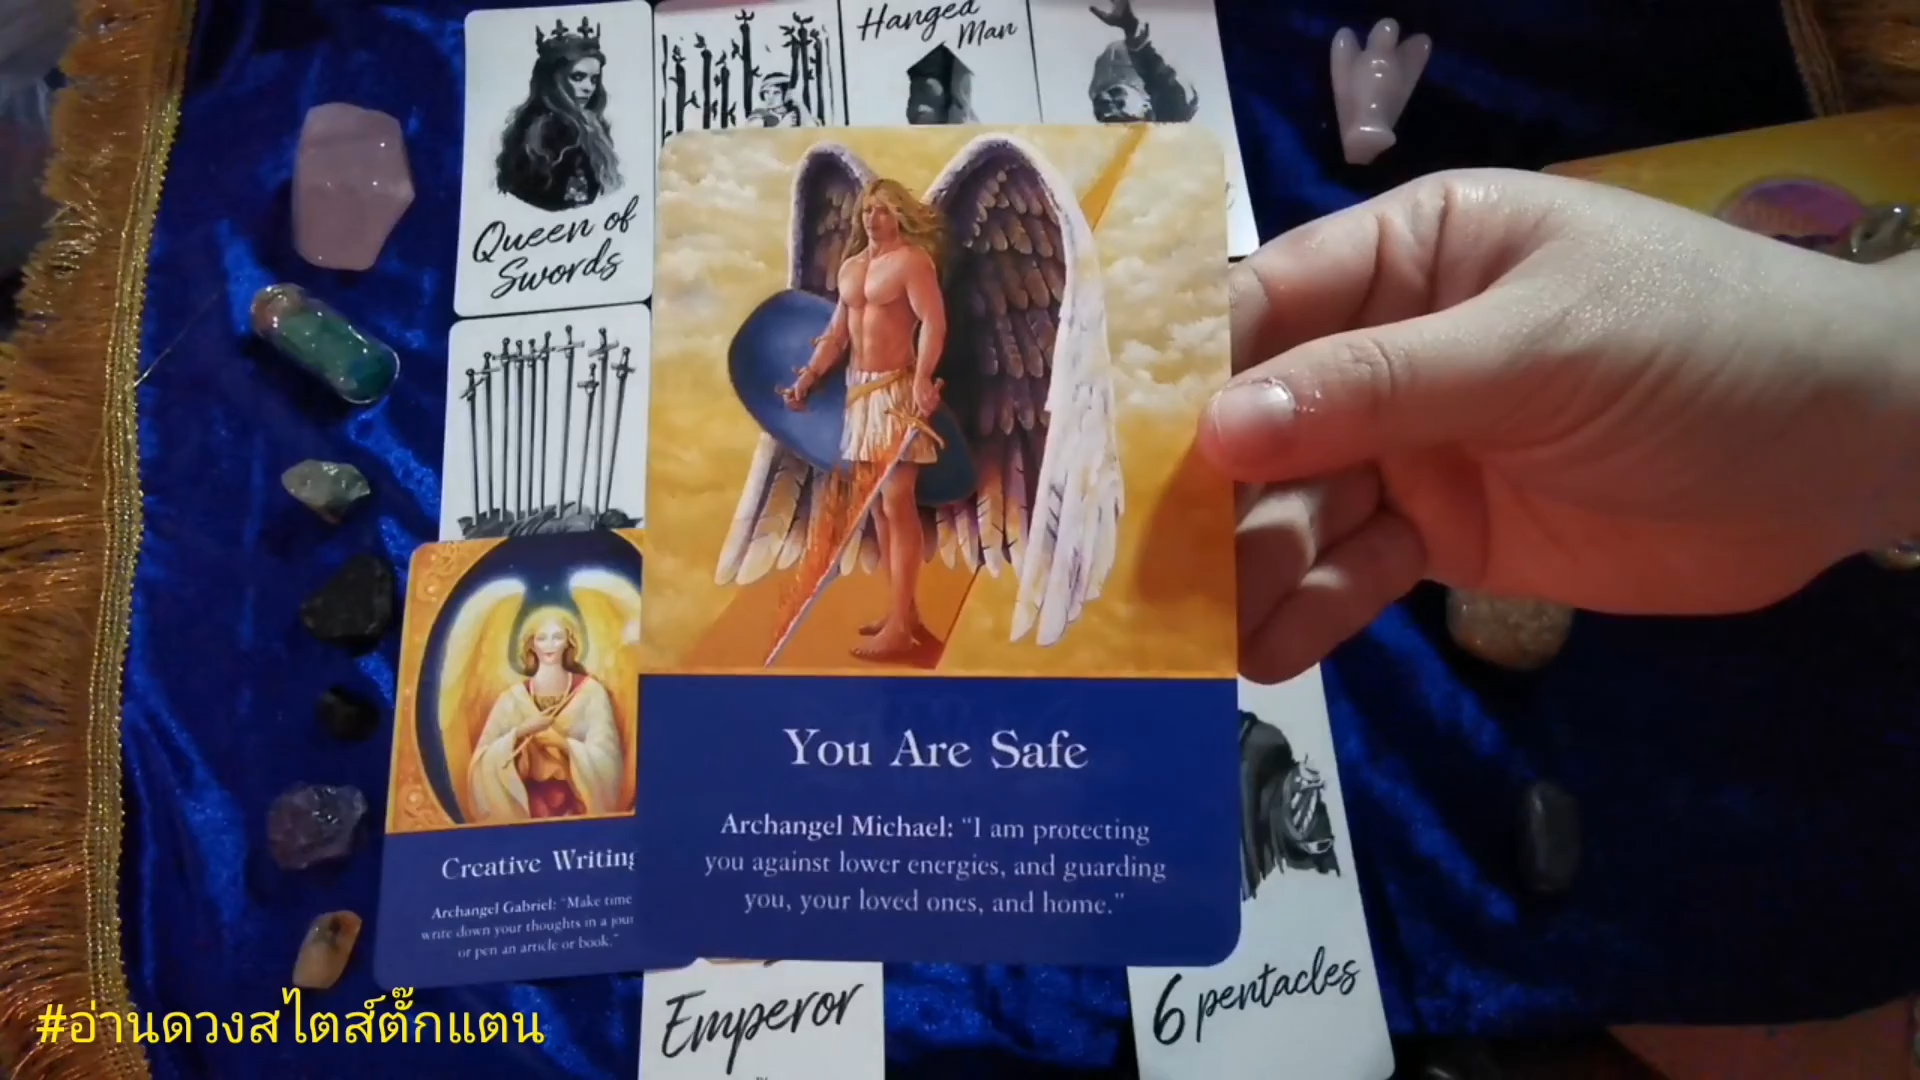 Hanged
Man
Queen of
Swords
You Are Safe
Archangel Michael: “I am protecting
you against lower energies, and guarding
you, your loved ones, and home.”
Creative Writing
Archangel Gabriel: “Make time
write down your thoughts in a
or pen an article or book.”
Emperor
6 pentacles
#อ่านดวงสไตส์ตั๊กแตน